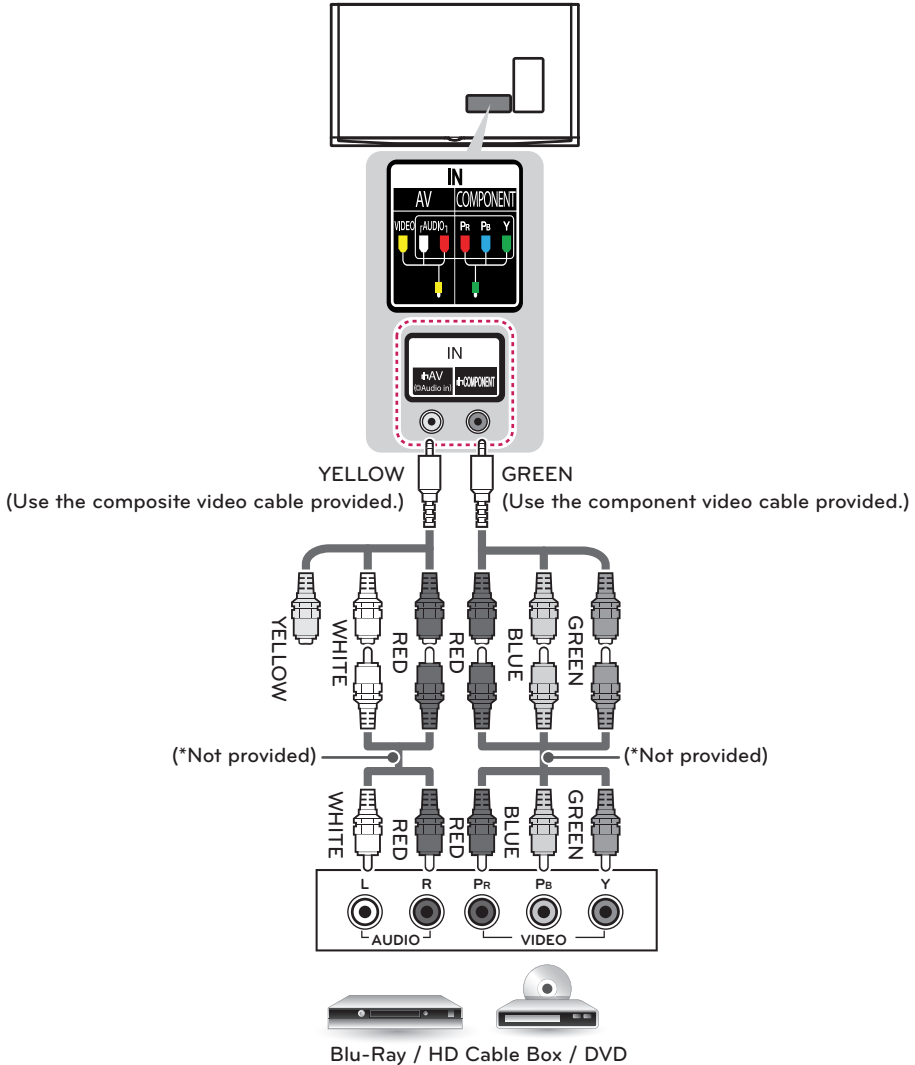 IN
AV COMPONENT
VIDEO AUDIO PR PB Y
IN
AV COMPONENT
(Audio in)
YELLOW GREEN
(Use the composite video cable provided.) (Use the component video cable provided.)
YELLOW WHITE RED RED BLUE GREEN
(*Not provided) (*Not provided)
WHITE RED RED BLUE GREEN
L R PR PB Y
AUDIO VIDEO
Blu-Ray / HD Cable Box / DVD